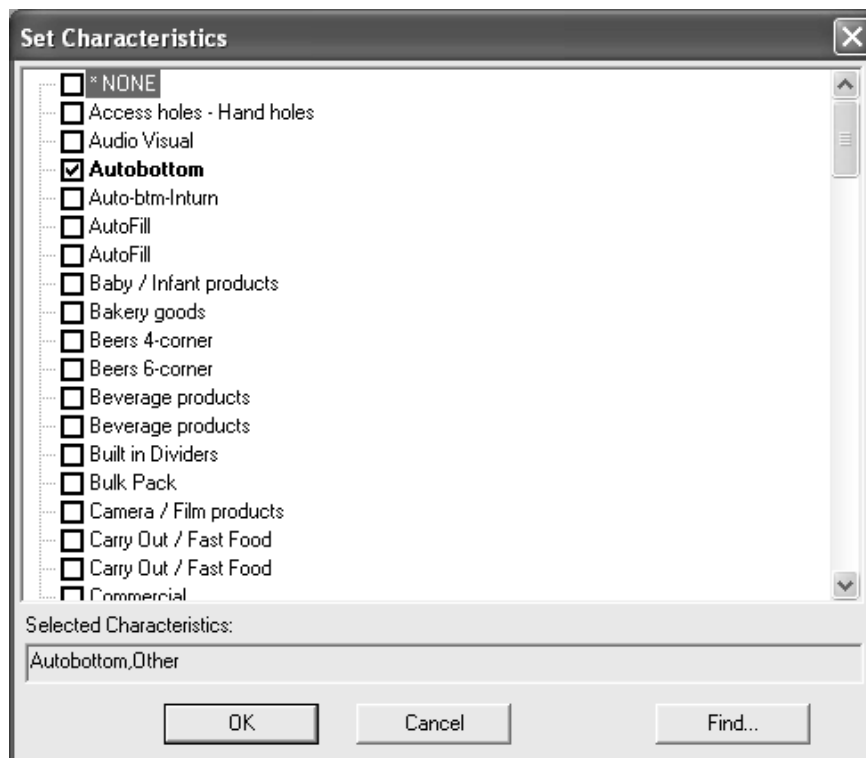 Set Characteristics
* NONE
Access holes - Hand holes
Audio Visual
Autobottom
Auto-btm-Inturn
AutoFill
AutoFill
Baby / Infant products
Bakery goods
Beers 4-corner
Beers 6-corner
Beverage products
Beverage products
Built in Dividers
Bulk Pack
Camera / Film products
Carry Out / Fast Food
Carry Out / Fast Food
Commercial
Selected Characteristics:
Autobottom,Other
OK Cancel Find...